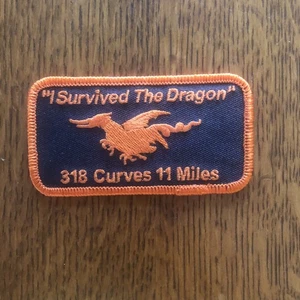 "I Survived The Dragon"
318 Curves 11 Miles